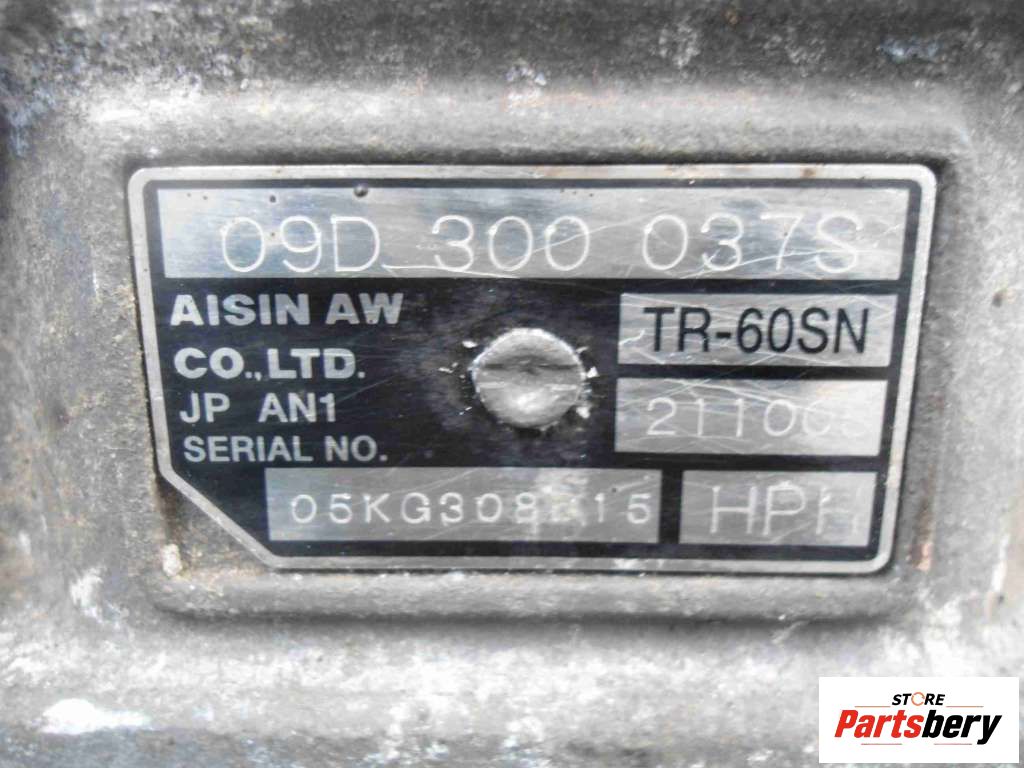 09D 300 037S
AISIN AW
CO.,LTD.
TR-60SN
JP AN1
SERIAL NO.
HPH
STORE
Partsbery